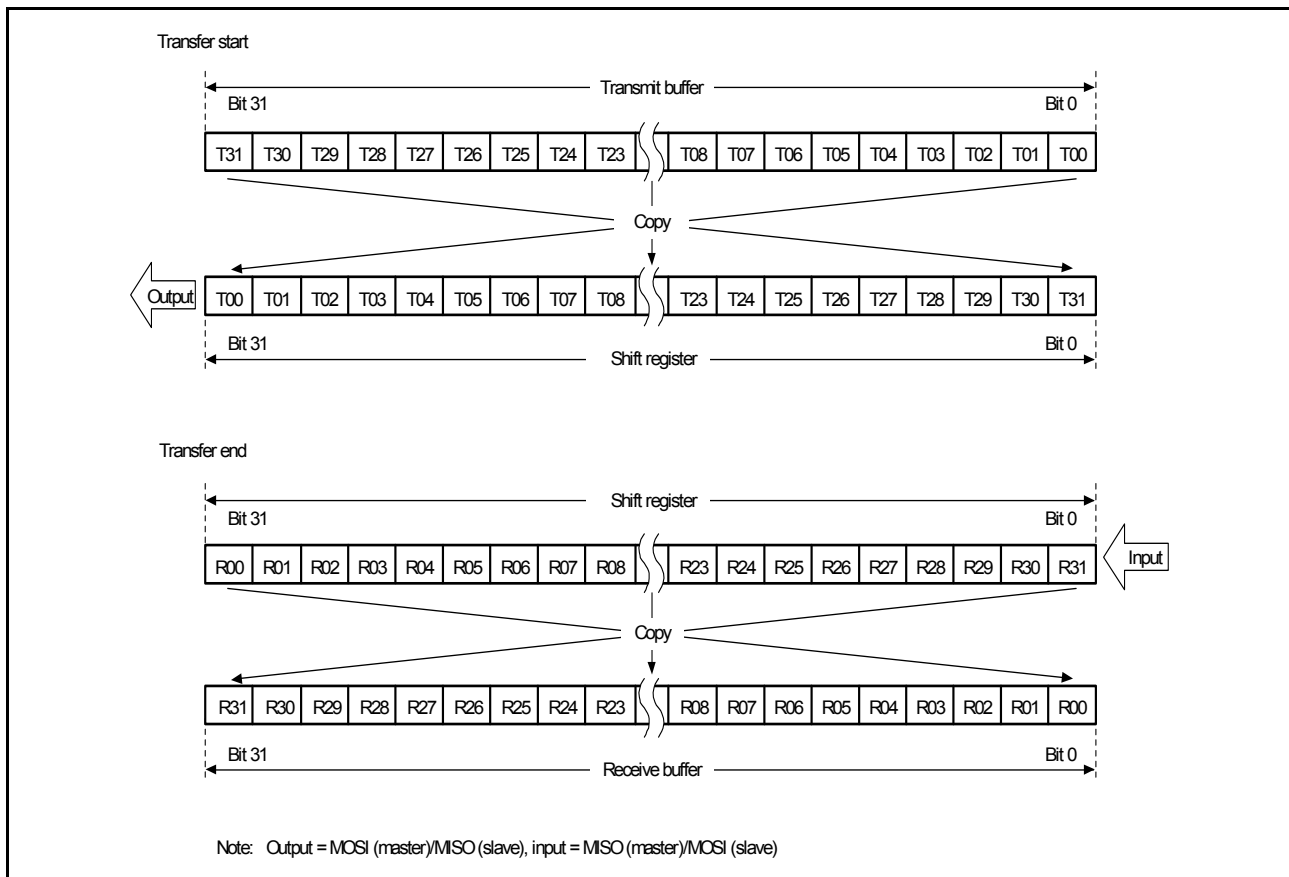 Transfer start
Transmit buffer
Bit 31 Bit 0
T31 T30 T29 T28 T27 T26 T25 T24 T23 T08 T07 T06 T05 T04 T03 T02 T01 T00
Copy
Output T00 T01 T02 T03 T04 T05 T06 T07 T08 T23 T24 T25 T26 T27 T28 T29 T30 T31
Bit 31 Bit 0
Shift register
Transfer end
Shift register
Bit 31 Bit 0
R00 R01 R02 R03 R04 R05 R06 R07 R08 R23 R24 R25 R26 R27 R28 R29 R30 R31 Input
Copy
R31 R30 R29 R28 R27 R26 R25 R24 R23 R08 R07 R06 R05 R04 R03 R02 R01 R00
Bit 31 Bit 0
Receive buffer
Note: Output = MOSI (master)/MISO (slave), input = MISO (master)/MOSI (slave)